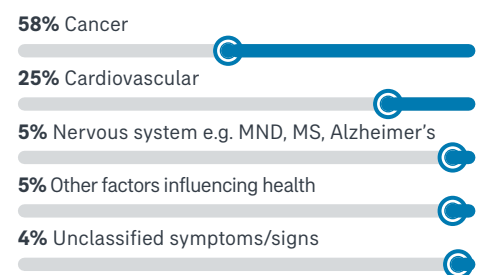 58% Cancer
25% Cardiovascular
5% Nervous system e.g. MND, MS, Alzheimer’s
5% Other factors influencing health
4% Unclassified symptoms/signs